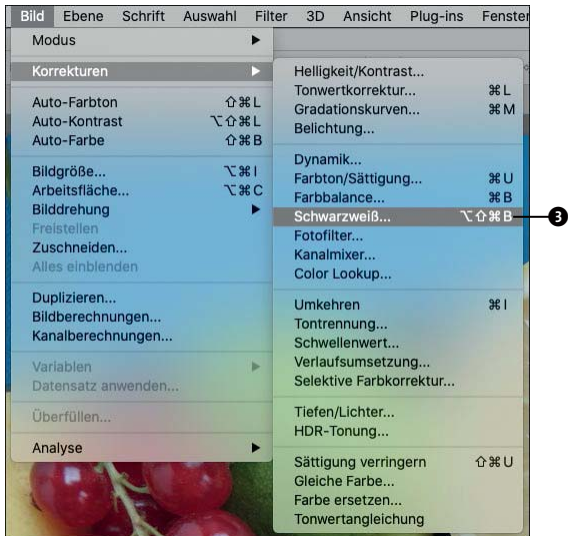 Bild Ebene Schrift Auswahl Filter 3D Ansicht Plug-ins Fenster
Modus ▶
Korrekturen ▶
Auto-Farbton ⇧⌘L
Auto-Kontrast ⌥⇧⌘L
Auto-Farbe ⇧⌘B
Bildgröße... ⌥⌘I
Arbeitsfläche... ⌥⌘C
Bilddrehung ▶
Freistellen
Zuschneiden...
Alles einblenden
Duplizieren...
Bildberechnungen...
Kanalberechnungen...
Variablen ▶
Datensatz anwenden...
Überfüllen...
Analyse ▶
Helligkeit/Kontrast...
Tonwertkorrektur... ⌘L
Gradationskurven... ⌘M
Belichtung...
Dynamik...
Farbton/Sättigung... ⌘U
Farbbalance... ⌘B
Schwarzweiß... ⌥⇧⌘B ❸
Fotofilter...
Kanalmixer...
Color Lookup...
Umkehren ⌘I
Tontrennung...
Schwellenwert...
Verlaufsumsetzung...
Selektive Farbkorrektur...
Tiefen/Lichter...
HDR-Tonung...
Sättigung verringern ⇧⌘U
Gleiche Farbe...
Farbe ersetzen...
Tonwertangleichung